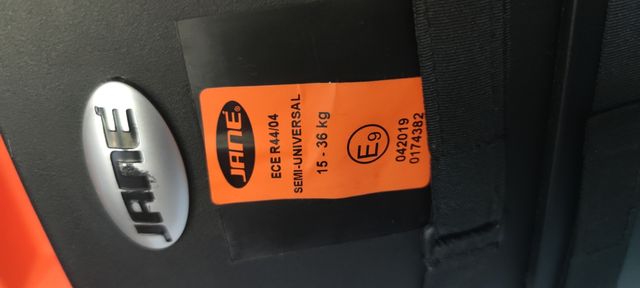 JANE
JANE®
ECE R44/04
SEMI-UNIVERSAL
15 - 36 kg
E9
042019
0174382